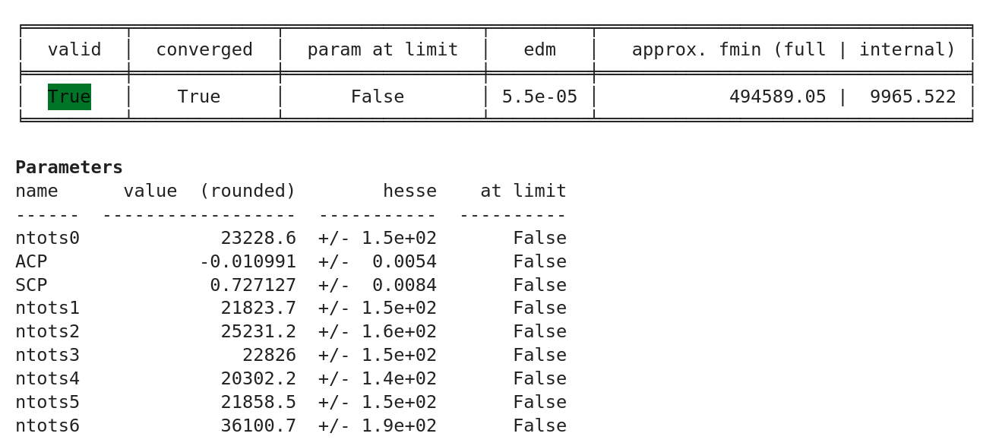 valid | converged | param at limit | edm | approx. fmin (full | internal)
True | True | False | 5.5e-05 | 494589.05 | 9965.522
Parameters
name value (rounded) hesse at limit
------ ------------------ ----------- ----------
ntots0 23228.6 +/- 1.5e+02 False
ACP -0.010991 +/- 0.0054 False
SCP 0.727127 +/- 0.0084 False
ntots1 21823.7 +/- 1.5e+02 False
ntots2 25231.2 +/- 1.6e+02 False
ntots3 22826 +/- 1.5e+02 False
ntots4 20302.2 +/- 1.4e+02 False
ntots5 21858.5 +/- 1.5e+02 False
ntots6 36100.7 +/- 1.9e+02 False